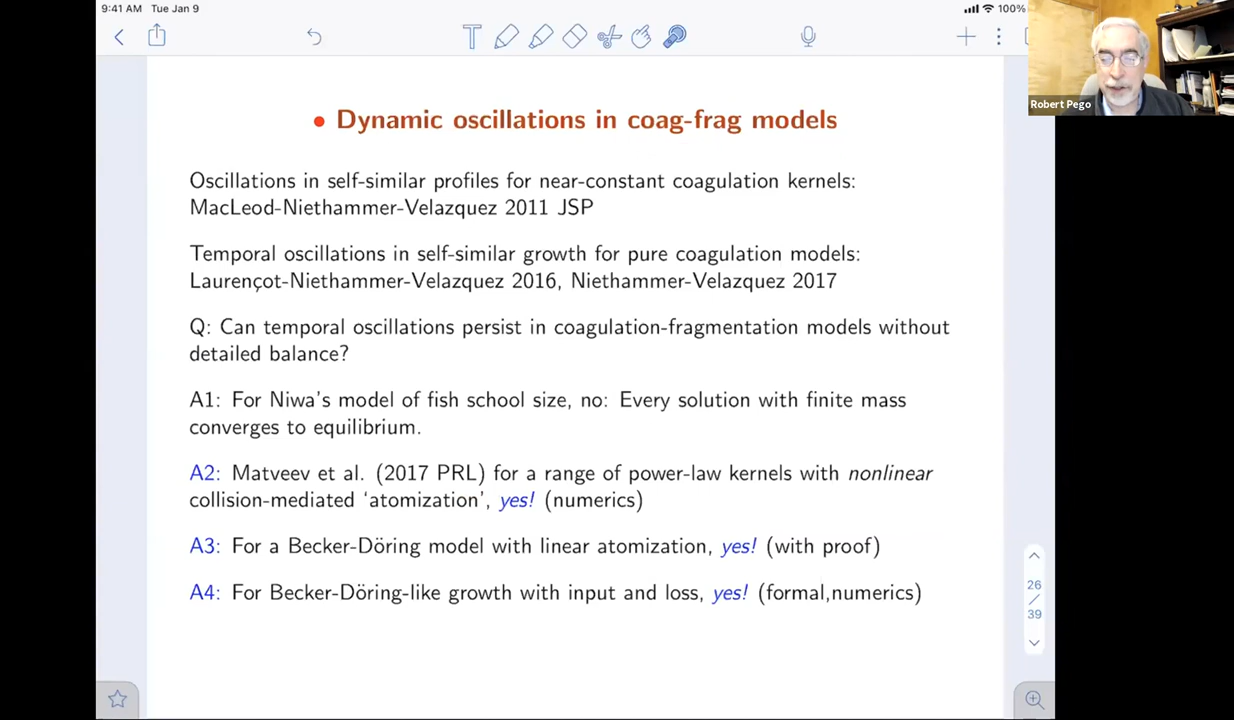 9:41 AM Tue Jan 9
100%
Robert Pego
• Dynamic oscillations in coag-frag models
Oscillations in self-similar profiles for near-constant coagulation kernels:
MacLeod-Niethammer-Velazquez 2011 JSP
Temporal oscillations in self-similar growth for pure coagulation models:
Laurençot-Niethammer-Velazquez 2016, Niethammer-Velazquez 2017
Q: Can temporal oscillations persist in coagulation-fragmentation models without
detailed balance?
A1: For Niwa's model of fish school size, no: Every solution with finite mass
converges to equilibrium.
A2: Matveev et al. (2017 PRL) for a range of power-law kernels with nonlinear
collision-mediated ‘atomization’, yes! (numerics)
A3: For a Becker-Döring model with linear atomization, yes! (with proof)
A4: For Becker-Döring-like growth with input and loss, yes! (formal,numerics)
26
/
39